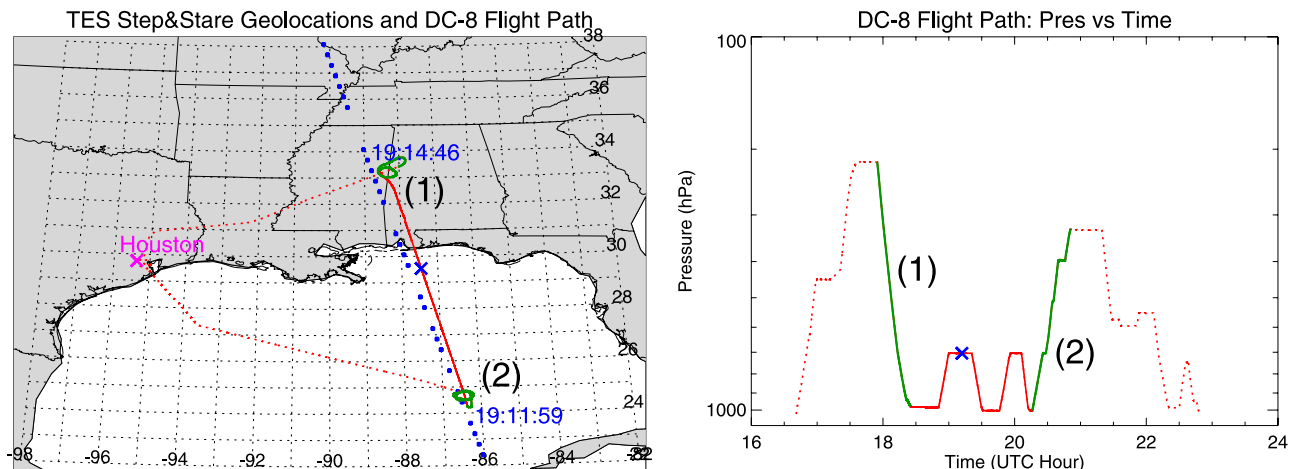 TES Step&Stare Geolocations and DC-8 Flight Path
38
36
34
19:14:46
(1)
32
Houston
30
28
26
(2)
24
19:11:59
-98 -96 -94 -92 -90 -88 -86 -84
DC-8 Flight Path: Pres vs Time
100
Pressure (hPa)
(1)
(2)
1000
16 18 20 22 24
Time (UTC Hour)